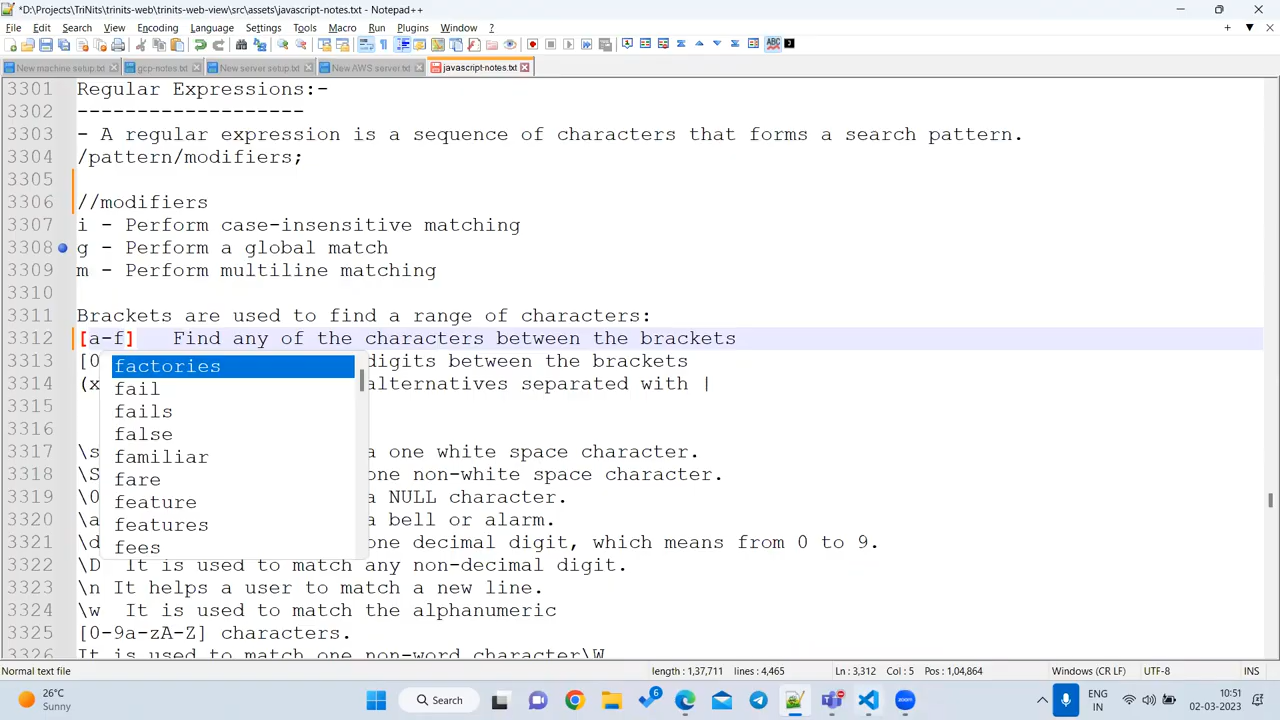 *D:\Projects\TriNits\trinits-web\trinits-web-view\src\assets\javascript-notes.txt - Notepad++
File Edit Search View Encoding Language Settings Tools Macro Run Plugins Window ?
New machine setup.txt gcp-notes.txt New server setup.txt New AWS server.txt javascript-notes.txt
3301 Regular Expressions:-
3302 -------------------
3303 - A regular expression is a sequence of characters that forms a search pattern.
3304 /pattern/modifiers;
3305
3306 //modifiers
3307 i - Perform case-insensitive matching
3308 g - Perform a global match
3309 m - Perform multiline matching
3310
3311 Brackets are used to find a range of characters:
3312 [a-f] Find any of the characters between the brackets
3313 [0 digits between the brackets
3314 (x alternatives separated with |
3315
3316
3317 \s a one white space character.
3318 \S one non-white space character.
3319 \0 a NULL character.
3320 \a a bell or alarm.
3321 \d one decimal digit, which means from 0 to 9.
3322 \D It is used to match any non-decimal digit.
3323 \n It helps a user to match a new line.
3324 \w It is used to match the alphanumeric
3325 [0-9a-zA-Z] characters.
3326 It is used to match one non-word character\W
factories
fail
fails
false
familiar
fare
feature
features
fees
Normal text file length : 1,37,711 lines : 4,465 Ln : 3,312 Col : 5 Pos : 1,04,864 Windows (CR LF) UTF-8 INS
26°C
Sunny
Search
6
ENG
IN
10:51
02-03-2023